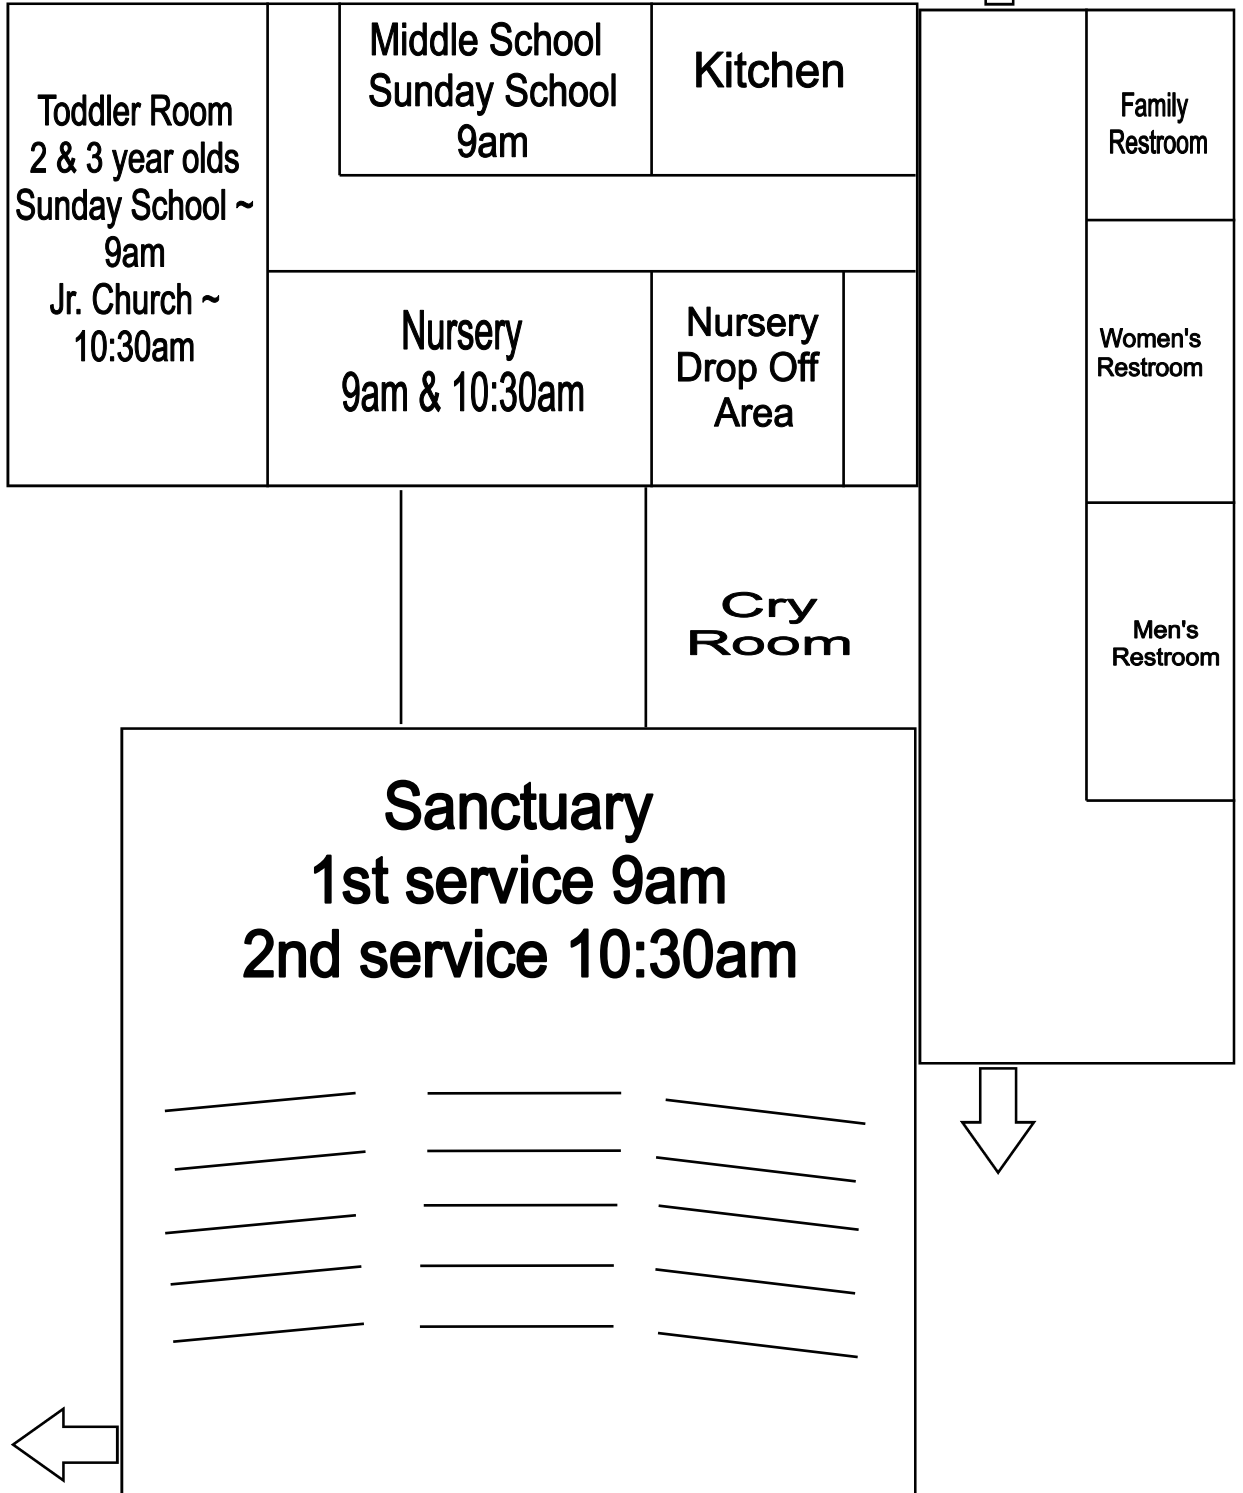 Middle School
Sunday School
9am
Kitchen
Toddler Room
2 & 3 year olds
Sunday School ~
9am
Jr. Church ~
10:30am
Family
Restroom
Nursery
9am & 10:30am
Nursery
Drop Off
Area
Women's
Restroom
Cry
Room
Men's
Restroom
Sanctuary
1st service 9am
2nd service 10:30am